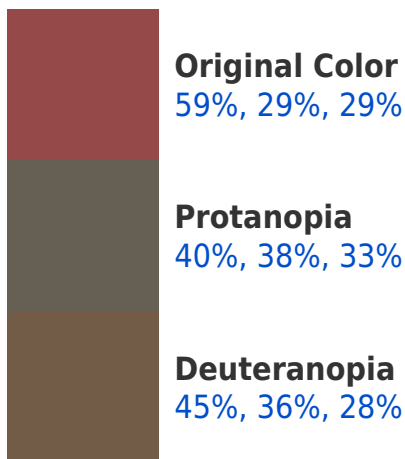 Original Color
59%, 29%, 29%
Protanopia
40%, 38%, 33%
Deuteranopia
45%, 36%, 28%